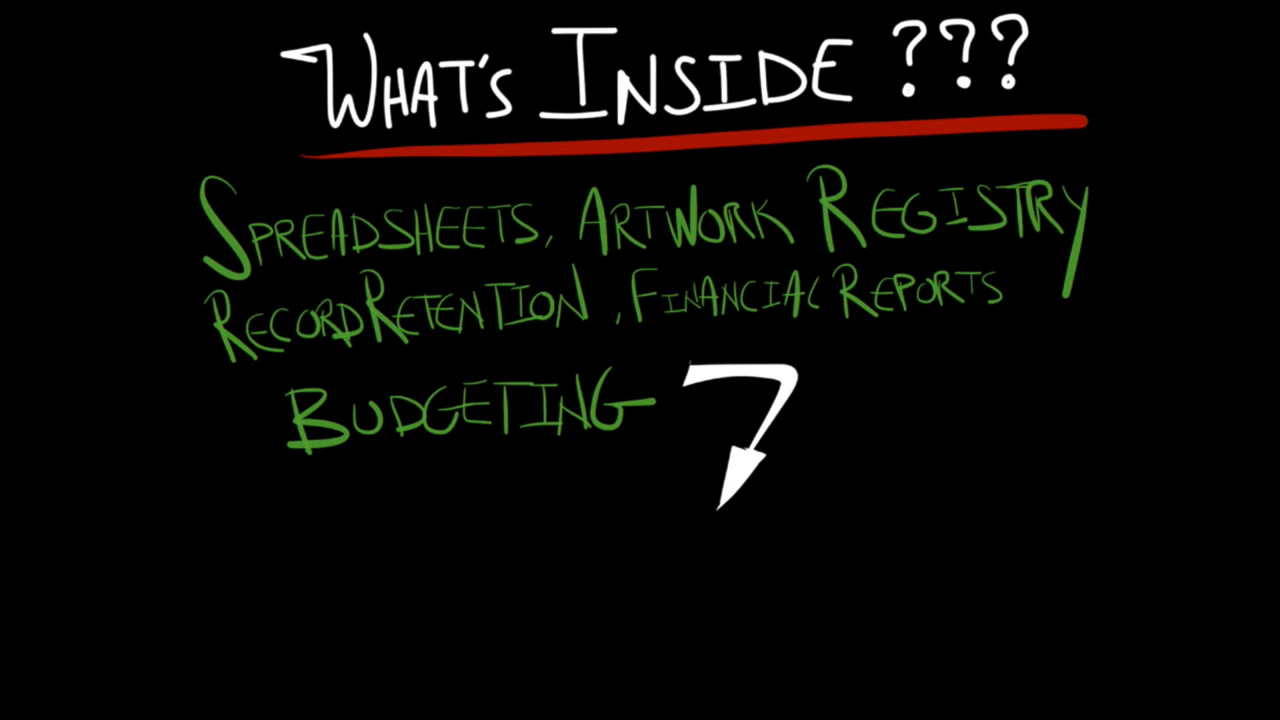 WHAT'S INSIDE ???
SPREADSHEETS, ARTWORK REGISTRY
RECORD RETENTION, FINANCIAL REPORTS
BUDGETING